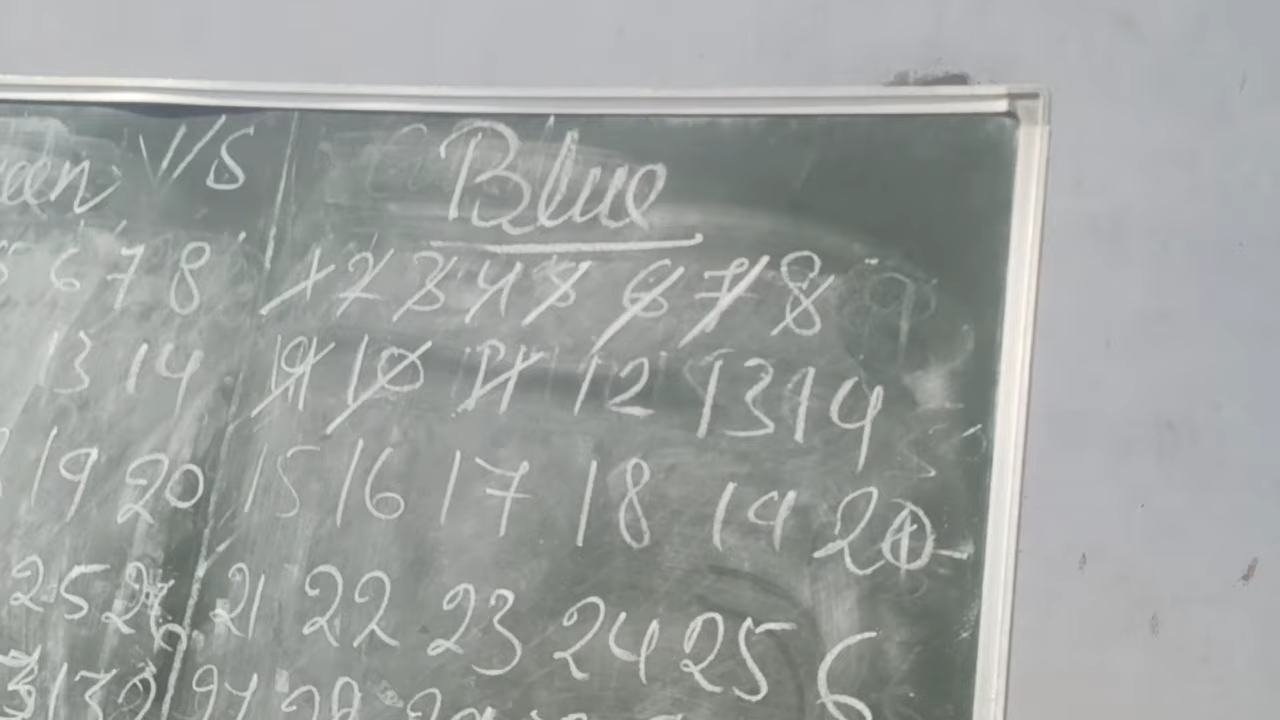 V/S Blue
6 7 8 1 2 3 4 5 6 7 8
13 14 9 10 11 12 13 14
19 20 15 16 17 18 19 20
25 21 22 23 24 25 6